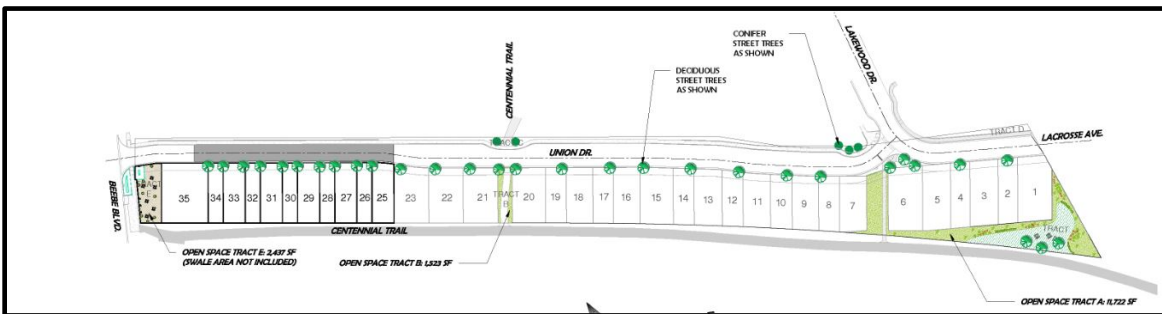 CONIFER
STREET TREES
AS SHOWN
LAKEWOOD DR.
CENTENNIAL TRAIL
DECIDUOUS
STREET TREES
AS SHOWN
TRACT D
LACROSSE AVE.
TRACT
UNION DR.
BEEBE BLVD.
35 34 33 32 31 30 29 28 27 26 25 23 22 21 TRACT B 20 19 18 17 16 15 14 13 12 11 10 9 8 7 6 5 4 3 2 1
TRACT
CENTENNIAL TRAIL
OPEN SPACE TRACT E: 2,437 SF
(SWALE AREA NOT INCLUDED)
OPEN SPACE TRACT B: 1,523 SF
OPEN SPACE TRACT A: 11,722 SF